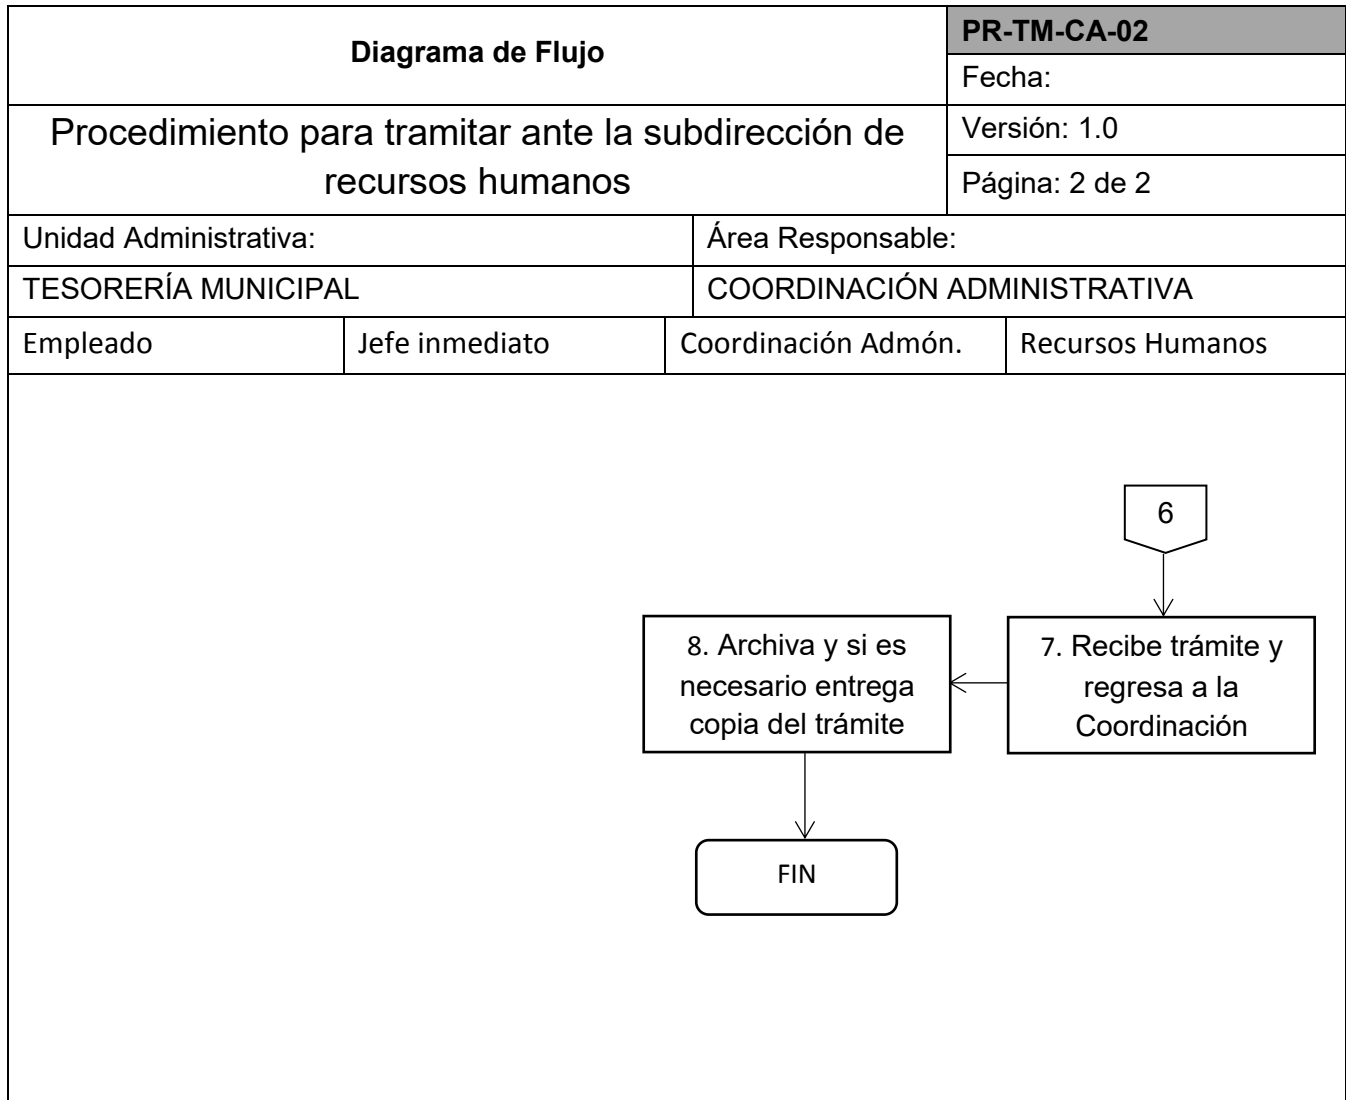 Diagrama de Flujo
PR-TM-CA-02
Fecha:
Procedimiento para tramitar ante la subdirección de
recursos humanos
Versión: 1.0
Página: 2 de 2
Unidad Administrativa:
Área Responsable:
TESORERÍA MUNICIPAL
COORDINACIÓN ADMINISTRATIVA
Empleado
Jefe inmediato
Coordinación Admón.
Recursos Humanos
6
7. Recibe trámite y
regresa a la
Coordinación
8. Archiva y si es
necesario entrega
copia del trámite
FIN